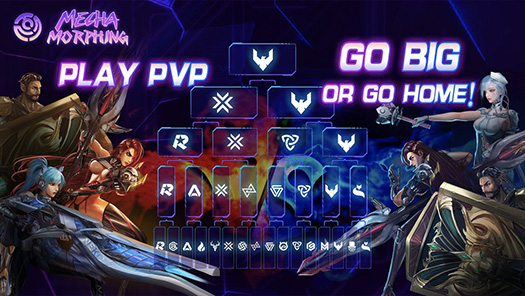 MECHA
MORPHING
PLAY PVP
GO BIG
OR GO HOME!